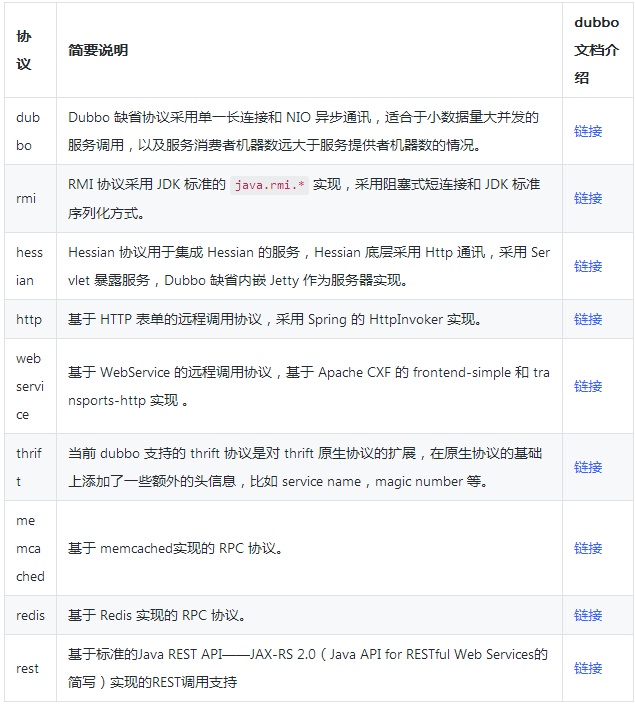 协
议
简要说明
dubbo
文档介
绍
dub
bo
Dubbo 缺省协议采用单一长连接和 NIO 异步通讯，适合于小数据量大并发的
服务调用，以及服务消费者机器数远大于服务提供者机器数的情况。
链接
rmi
RMI 协议采用 JDK 标准的 java.rmi.* 实现，采用阻塞式短连接和 JDK 标准
序列化方式。
链接
hess
ian
Hessian 协议用于集成 Hessian 的服务，Hessian 底层采用 Http 通讯，采用 Ser
vlet 暴露服务，Dubbo 缺省内嵌 Jetty 作为服务器实现。
链接
http
基于 HTTP 表单的远程调用协议，采用 Spring 的 HttpInvoker 实现。
链接
web
servi
ce
基于 WebService 的远程调用协议，基于 Apache CXF 的 frontend-simple 和 tra
nsports-http 实现 。
链接
thrif
t
当前 dubbo 支持的 thrift 协议是对 thrift 原生协议的扩展，在原生协议的基础
上添加了一些额外的头信息，比如 service name，magic number 等。
链接
me
mca
ched
基于 memcached实现的 RPC 协议。
链接
redis
基于 Redis 实现的 RPC 协议。
链接
rest
基于标准的Java REST API——JAX-RS 2.0（Java API for RESTful Web Services的
简写）实现的REST调用支持
链接